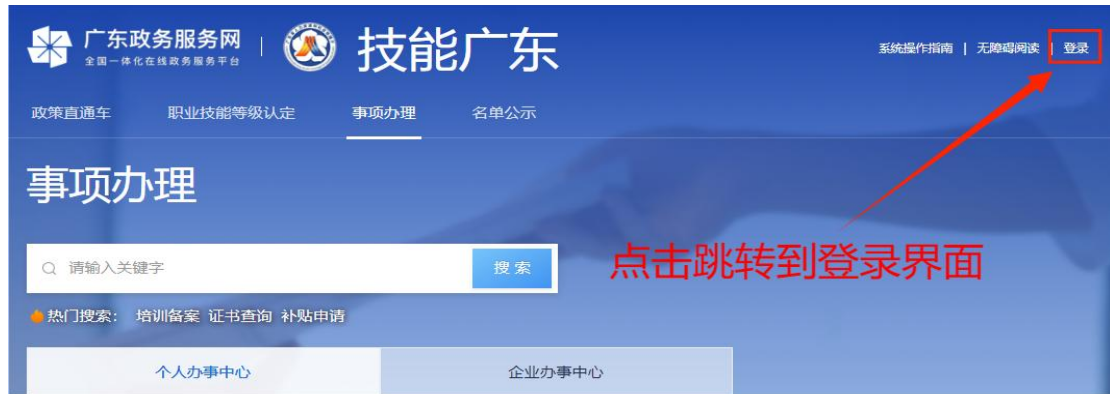 广东政务服务网
全国一体化在线政务服务平台
技能广东
系统操作指南 | 无障碍阅读 | 登录
政策直通车 职业技能等级认定 事项办理 名单公示
事项办理
请输入关键字 搜索
点击跳转到登录界面
热门搜索： 培训备案 证书查询 补贴申请
个人办事中心 企业办事中心